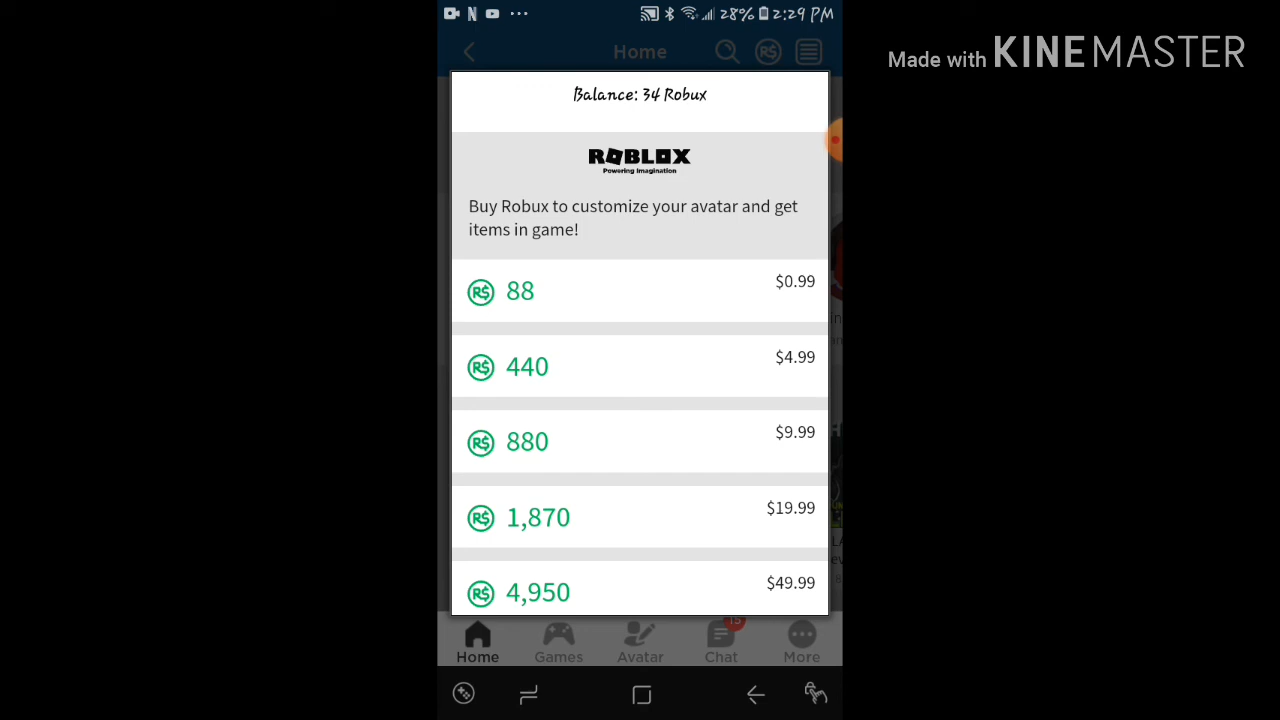 28% 2:29 PM
Made with KINEMASTER
Home
Balance: 34 Robux
ROBLOX
Powering Imagination
Buy Robux to customize your avatar and get
items in game!
R$ 88 $0.99
R$ 440 $4.99
R$ 880 $9.99
R$ 1,870 $19.99
R$ 4,950 $49.99
15
Home Games Avatar Chat More